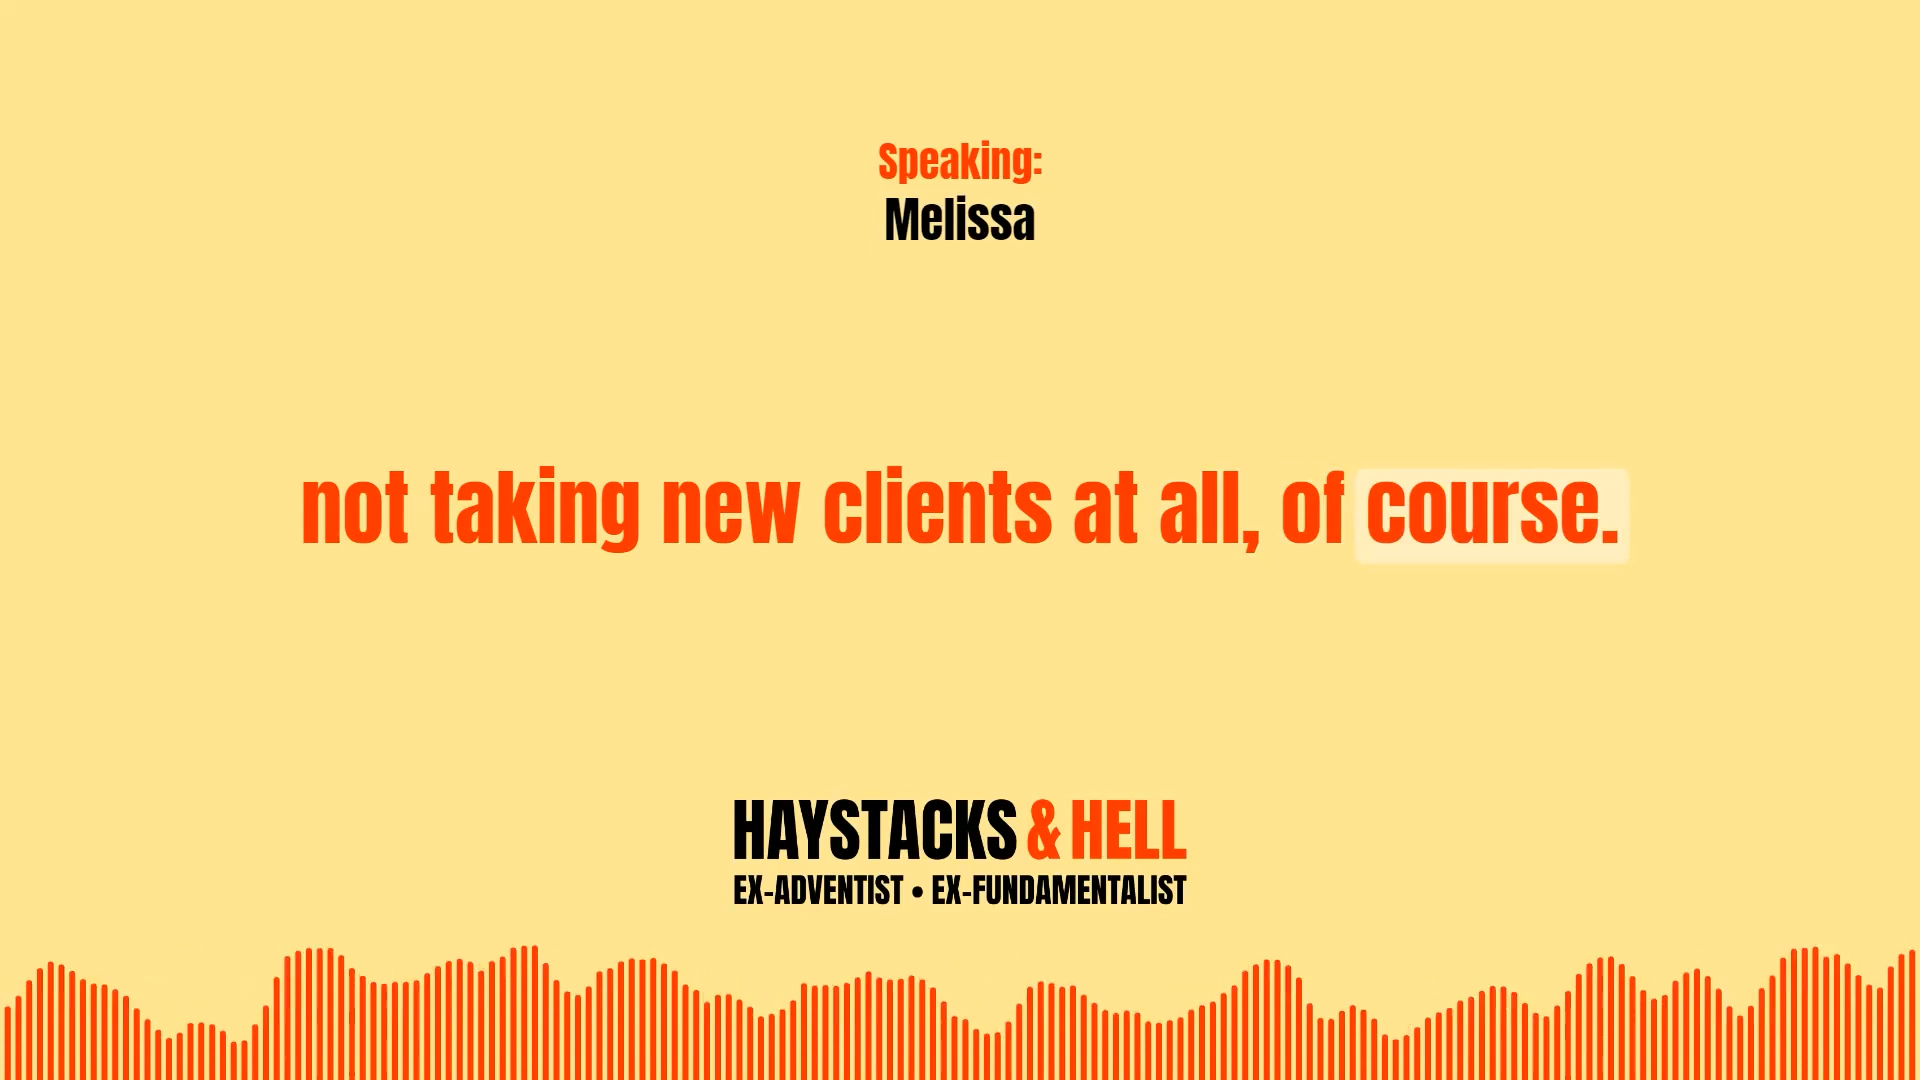 Speaking:
Melissa
not taking new clients at all, of course.
HAYSTACKS & HELL
EX-ADVENTIST • EX-FUNDAMENTALIST